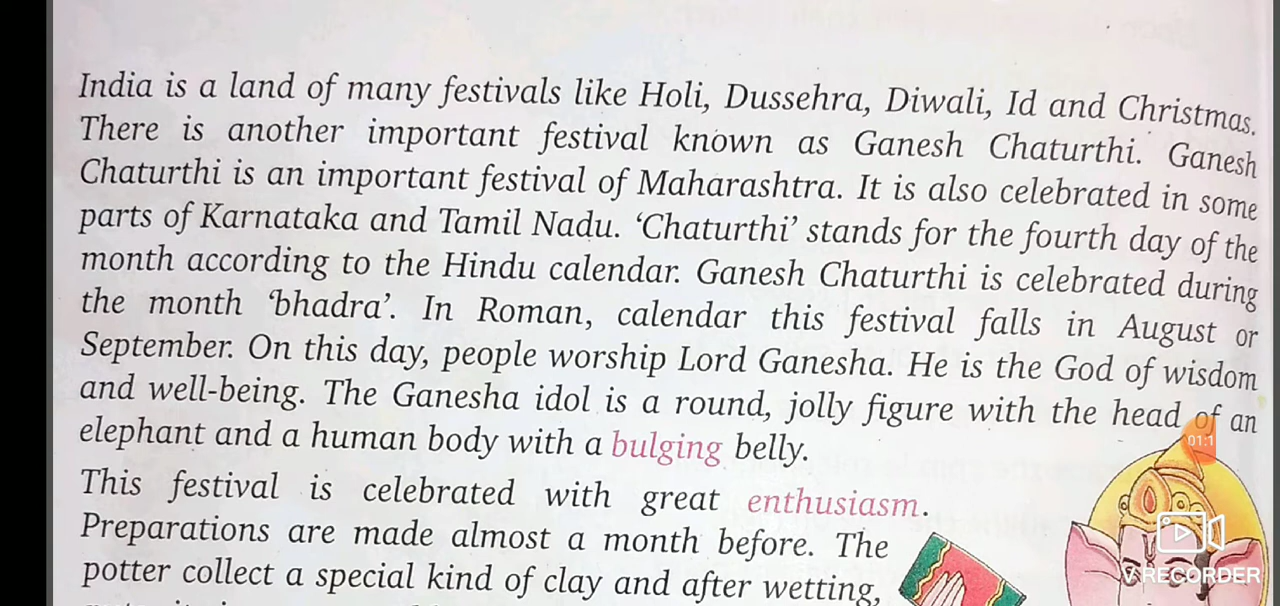 India is a land of many festivals like Holi, Dussehra, Diwali, Id and Christmas.
There is another important festival known as Ganesh Chaturthi. Ganesh
Chaturthi is an important festival of Maharashtra. It is also celebrated in some
parts of Karnataka and Tamil Nadu. ‘Chaturthi’ stands for the fourth day of the
month according to the Hindu calendar. Ganesh Chaturthi is celebrated during
the month ‘bhadra’. In Roman, calendar this festival falls in August or
September. On this day, people worship Lord Ganesha. He is the God of wisdom
and well-being. The Ganesha idol is a round, jolly figure with the head of an
elephant and a human body with a bulging belly.
01:1
This festival is celebrated with great enthusiasm.
Preparations are made almost a month before. The
potter collect a special kind of clay and after wetting,
V RECORDER